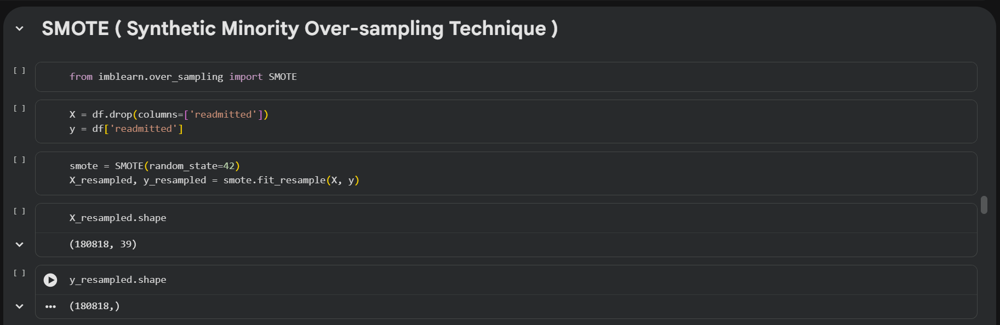 SMOTE ( Synthetic Minority Over-sampling Technique )
[ ]
from imblearn.over_sampling import SMOTE
[ ]
X = df.drop(columns=['readmitted'])
y = df['readmitted']
[ ]
smote = SMOTE(random_state=42)
X_resampled, y_resampled = smote.fit_resample(X, y)
[ ]
X_resampled.shape
(180818, 39)
[ ]
y_resampled.shape
(180818,)